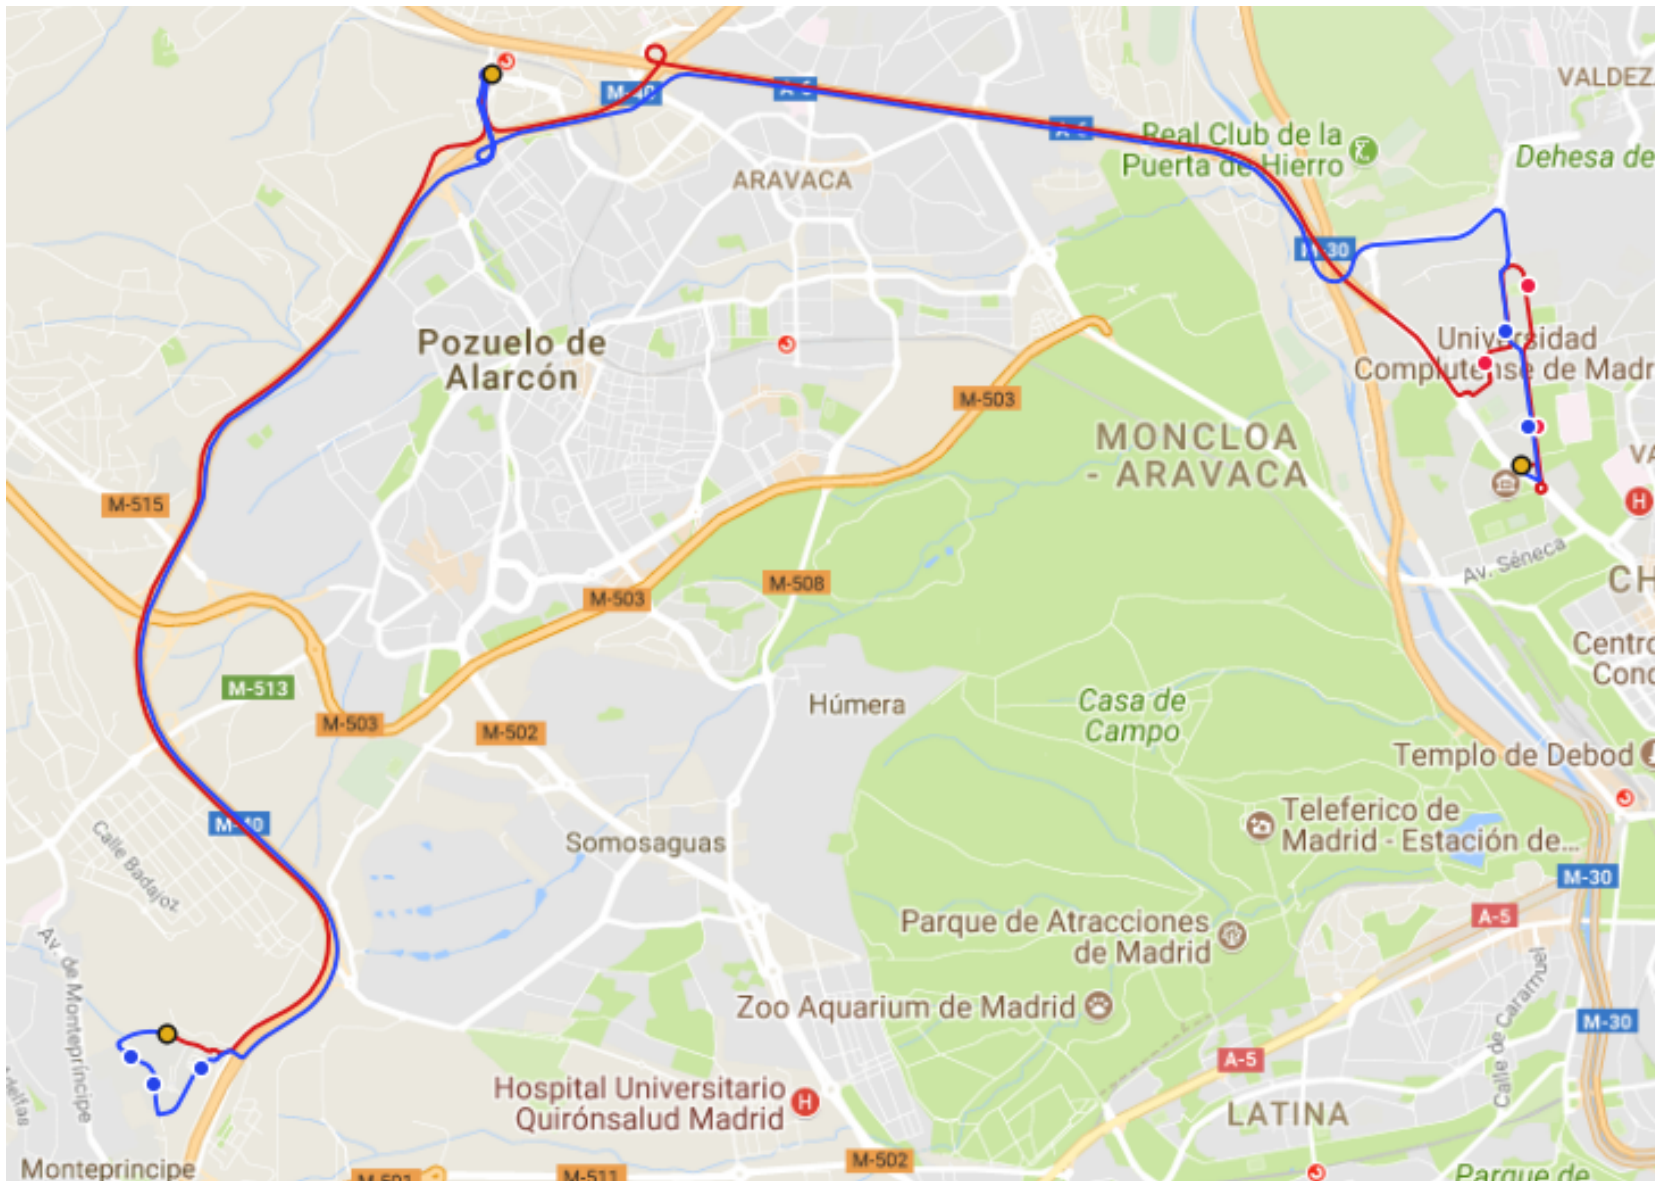 VALDEZ
M-40
A-6
A-6
Real Club de la
Puerta de Hierro
Dehesa de
ARAVACA
M-30
Pozuelo de
Alarcón
Universidad
Complutense de Madr
M-503
MONCLOA
- ARAVACA
VA
H
M-515
Av. Séneca
CH
M-508
M-503
Centro
Conc
M-513
Húmera
Casa de
Campo
M-503
M-502
Templo de Debod
M-40
Teleferico de
Madrid - Estación de...
Calle Badajoz
Somosaguas
M-30
A-5
Parque de Atracciones
de Madrid
Av. de Montepríncipe
Calle de Caramuel
Zoo Aquarium de Madrid
M-30
A-5
Hospital Universitario
Quirónsalud Madrid
H
LATINA
Monteprincipe
M-502
M-501
M-511
Parque de